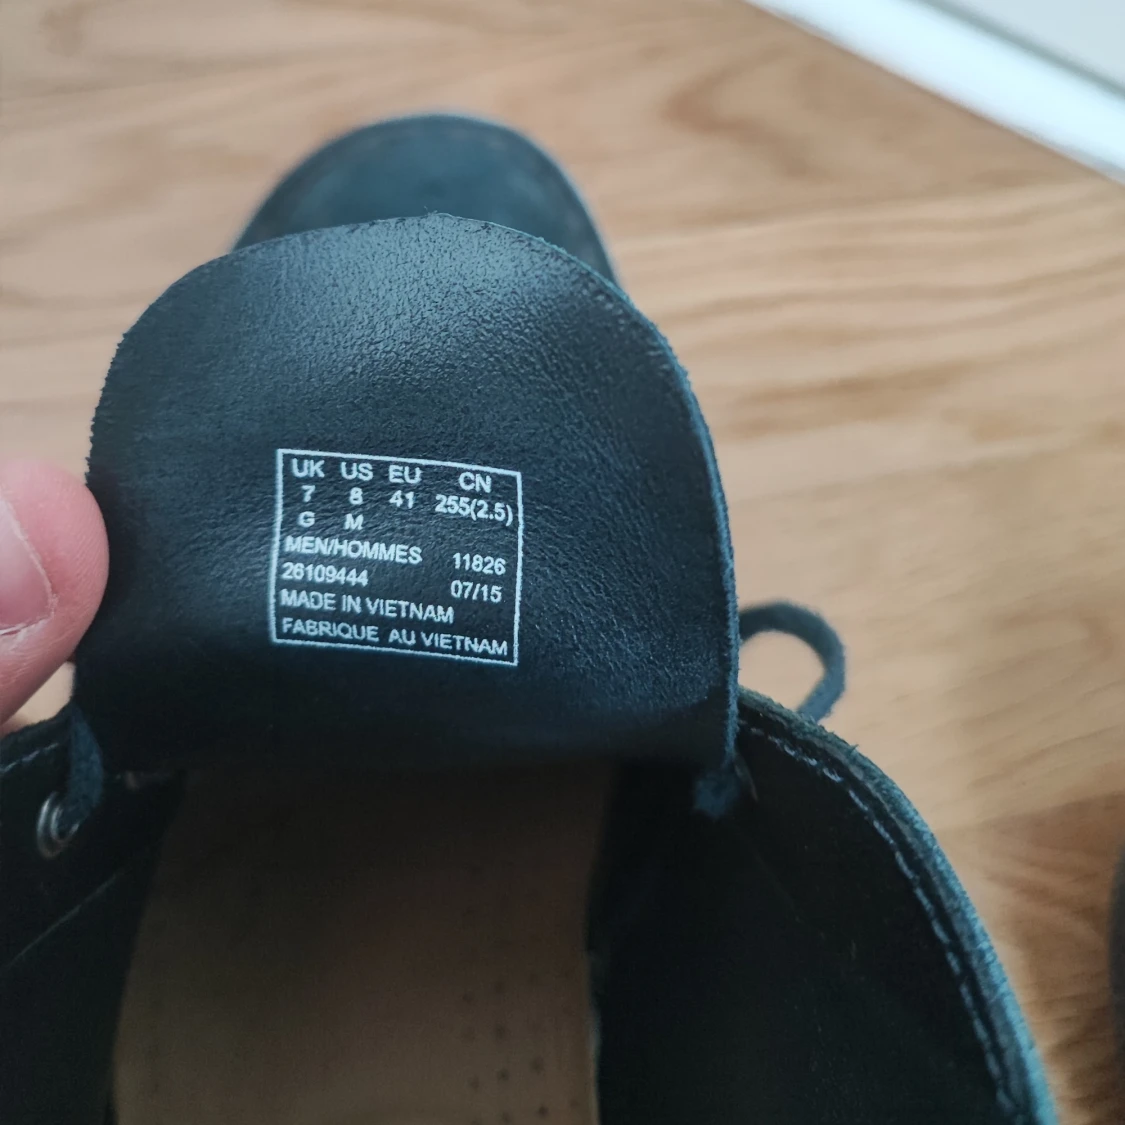 UK US EU CN
7 8 41 255(2.5)
G M
MEN/HOMMES 11826
26109444 07/15
MADE IN VIETNAM
FABRIQUE AU VIETNAM